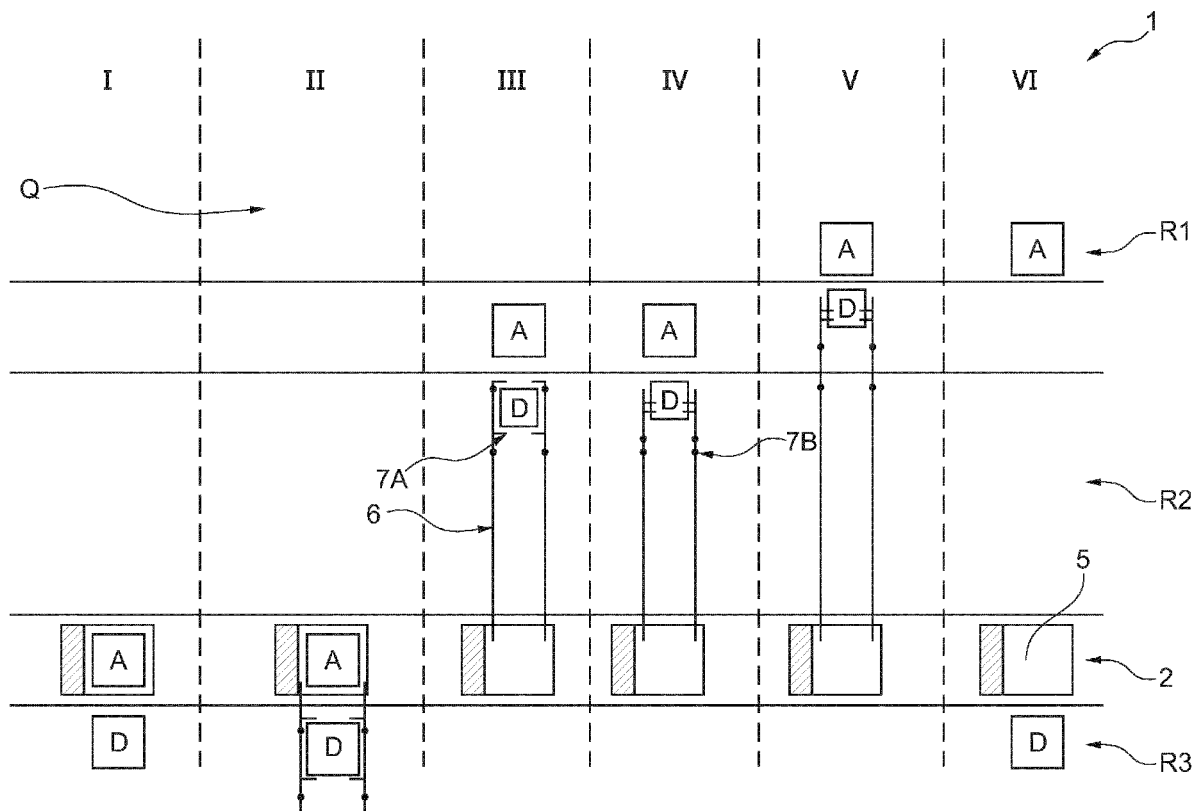 1
I II III IV V VI
Q
A A R1
D
A A
D D
7A 7B
6 R2
5
A A 2
D D D R3